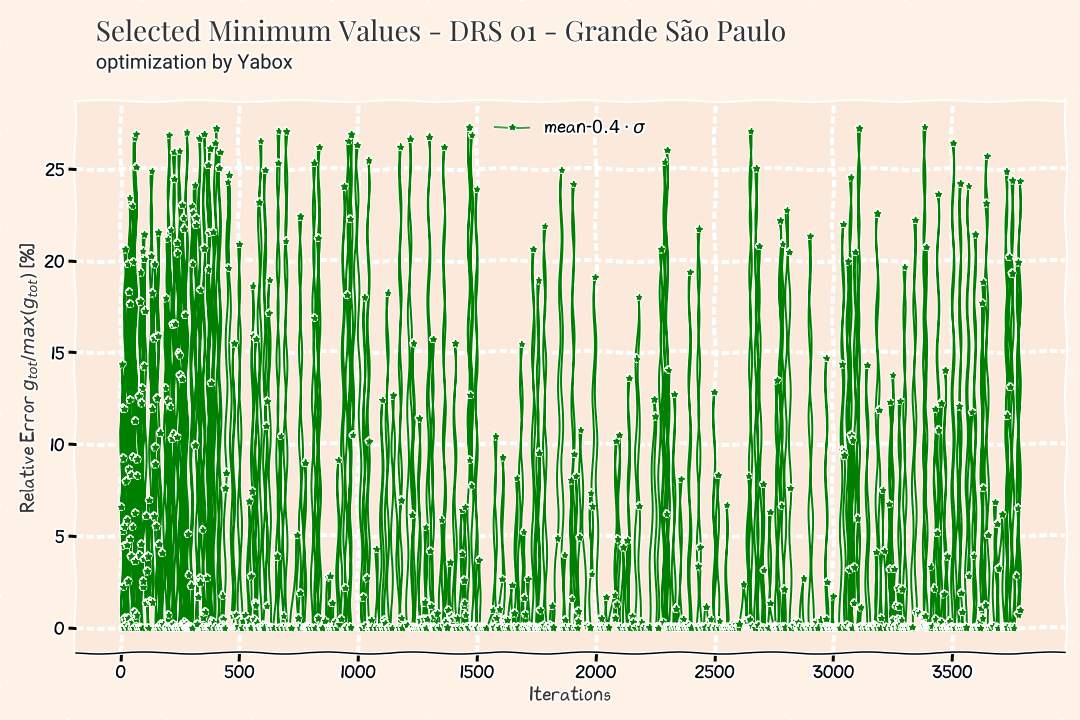 Selected Minimum Values - DRS 01 - Grande São Paulo
optimization by Yabox
mean-0.4 · σ
Relative Error g_tot/max(g_tot) [%]
25
20
15
10
5
0
0 500 1000 1500 2000 2500 3000 3500
Iterations